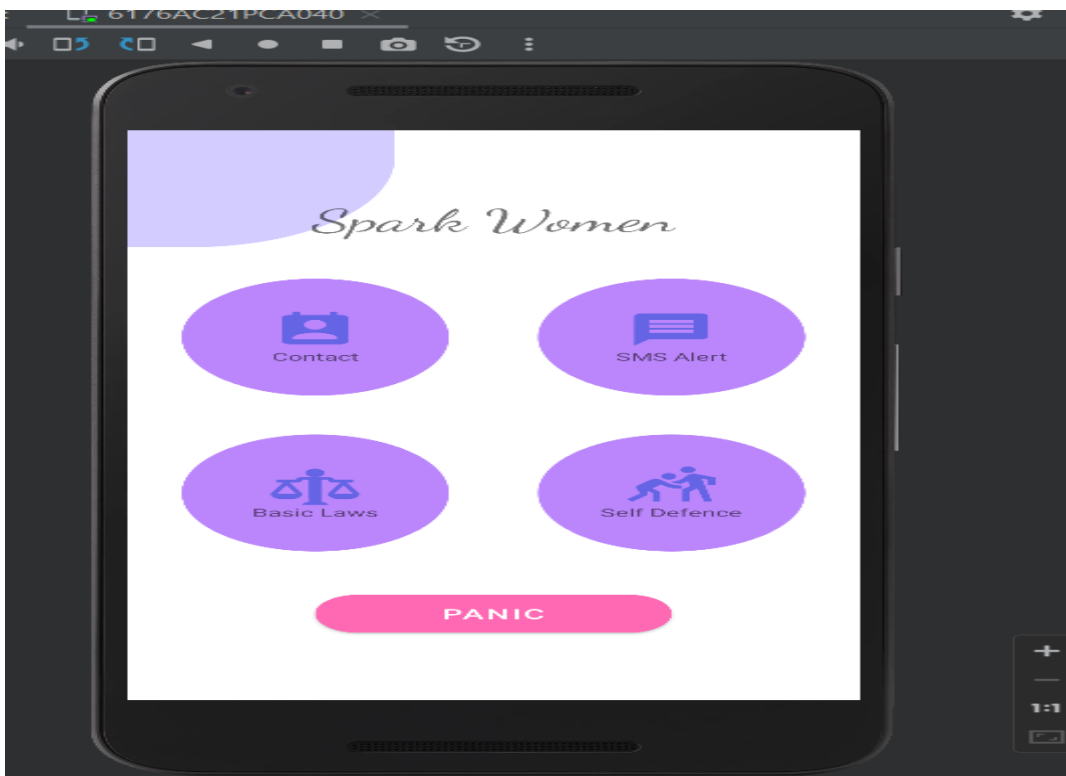 6176AC21PCA040
Spark Women
Contact
SMS Alert
Basic Laws
Self Defence
PANIC
1:1